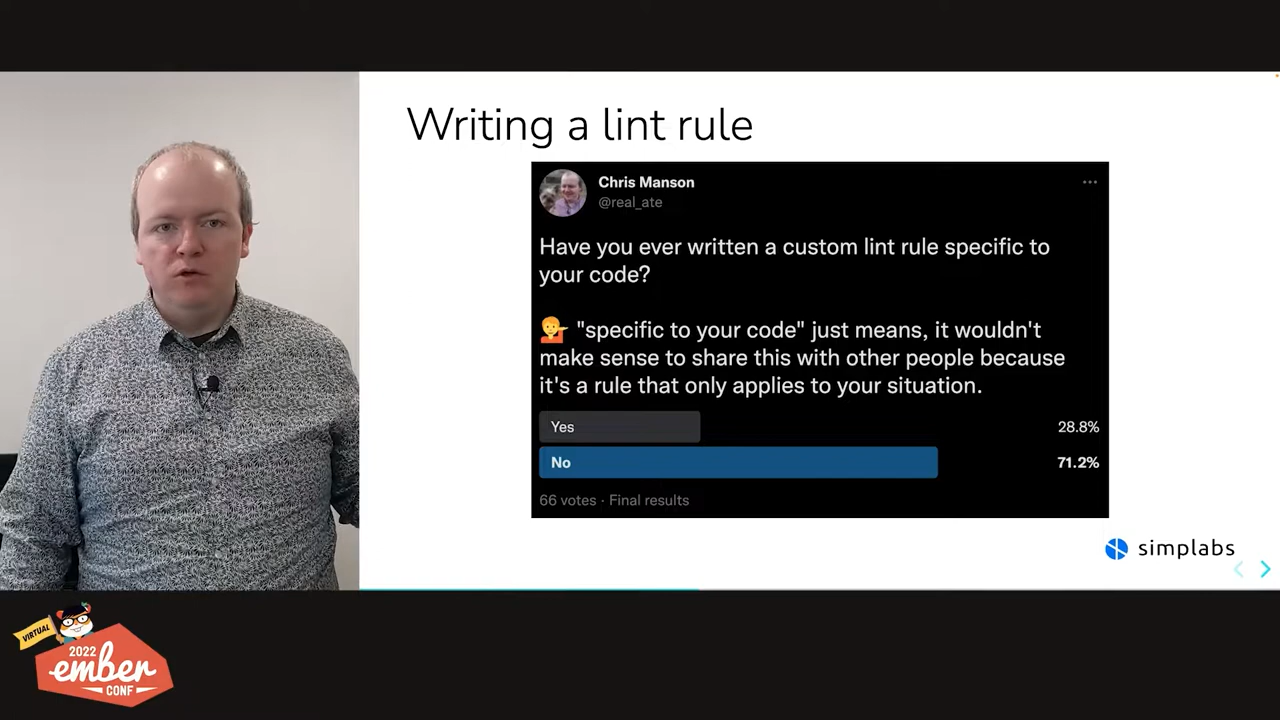 Writing a lint rule
Chris Manson
@real_ate
Have you ever written a custom lint rule specific to
your code?
💁 "specific to your code" just means, it wouldn't
make sense to share this with other people because
it's a rule that only applies to your situation.
Yes 28.8%
No 71.2%
66 votes · Final results
simplabs
VIRTUAL
2022
ember
CONF